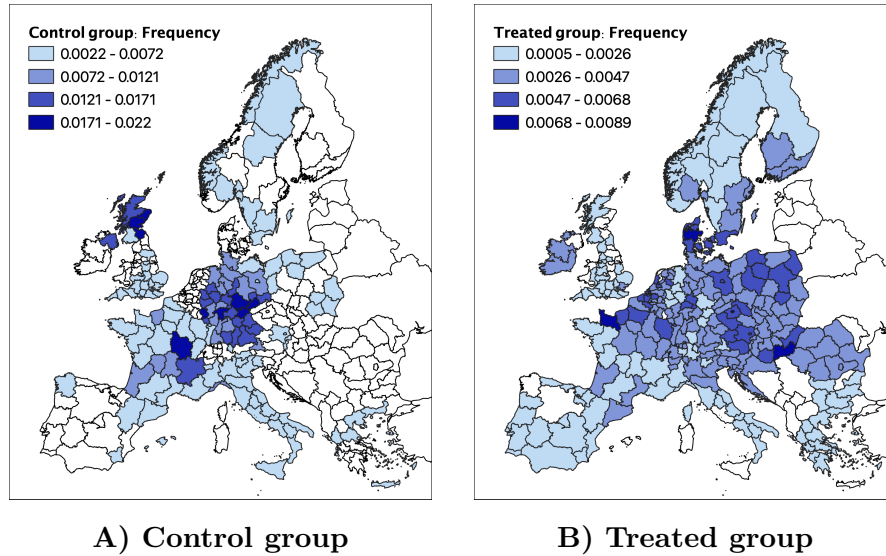 Control group: Frequency
0.0022 - 0.0072
0.0072 - 0.0121
0.0121 - 0.0171
0.0171 - 0.022
Treated group: Frequency
0.0005 - 0.0026
0.0026 - 0.0047
0.0047 - 0.0068
0.0068 - 0.0089
A) Control group
B) Treated group